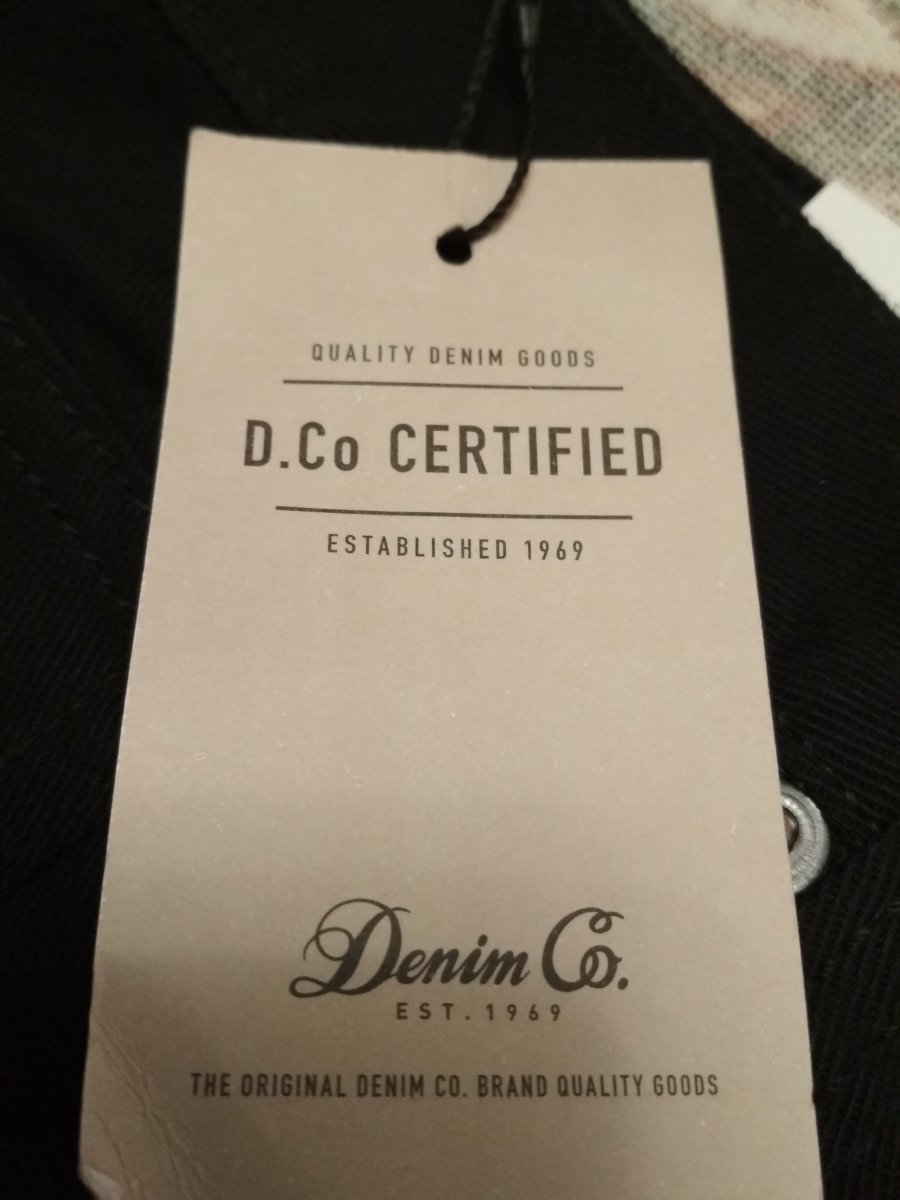 QUALITY DENIM GOODS
D.Co CERTIFIED
ESTABLISHED 1969
Denim Co.
EST. 1969
THE ORIGINAL DENIM CO. BRAND QUALITY GOODS